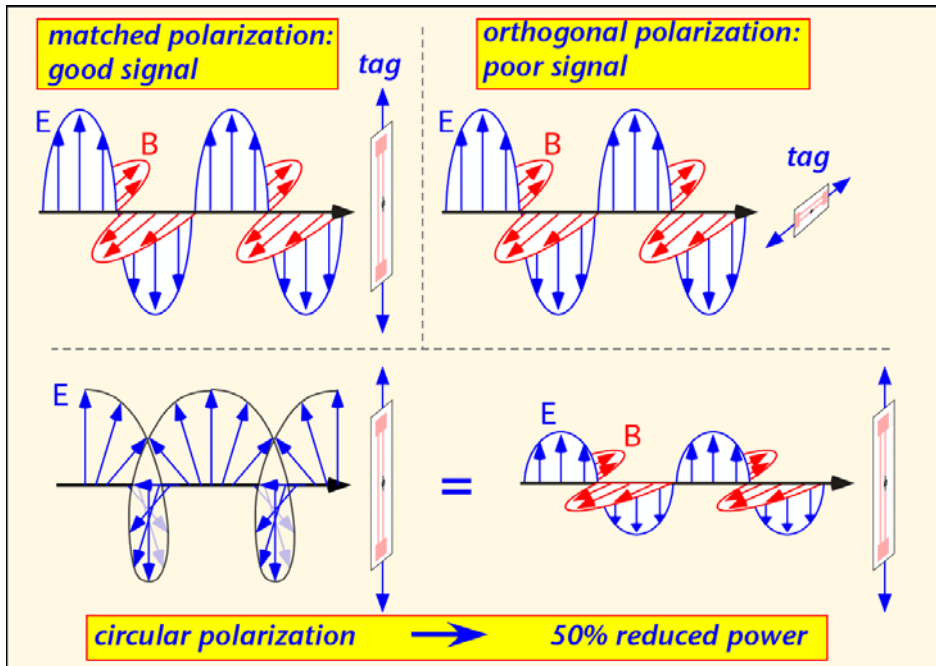 matched polarization:
good signal
tag
E
B
orthogonal polarization:
poor signal
tag
E
B
E
=
E
B
circular polarization → 50% reduced power